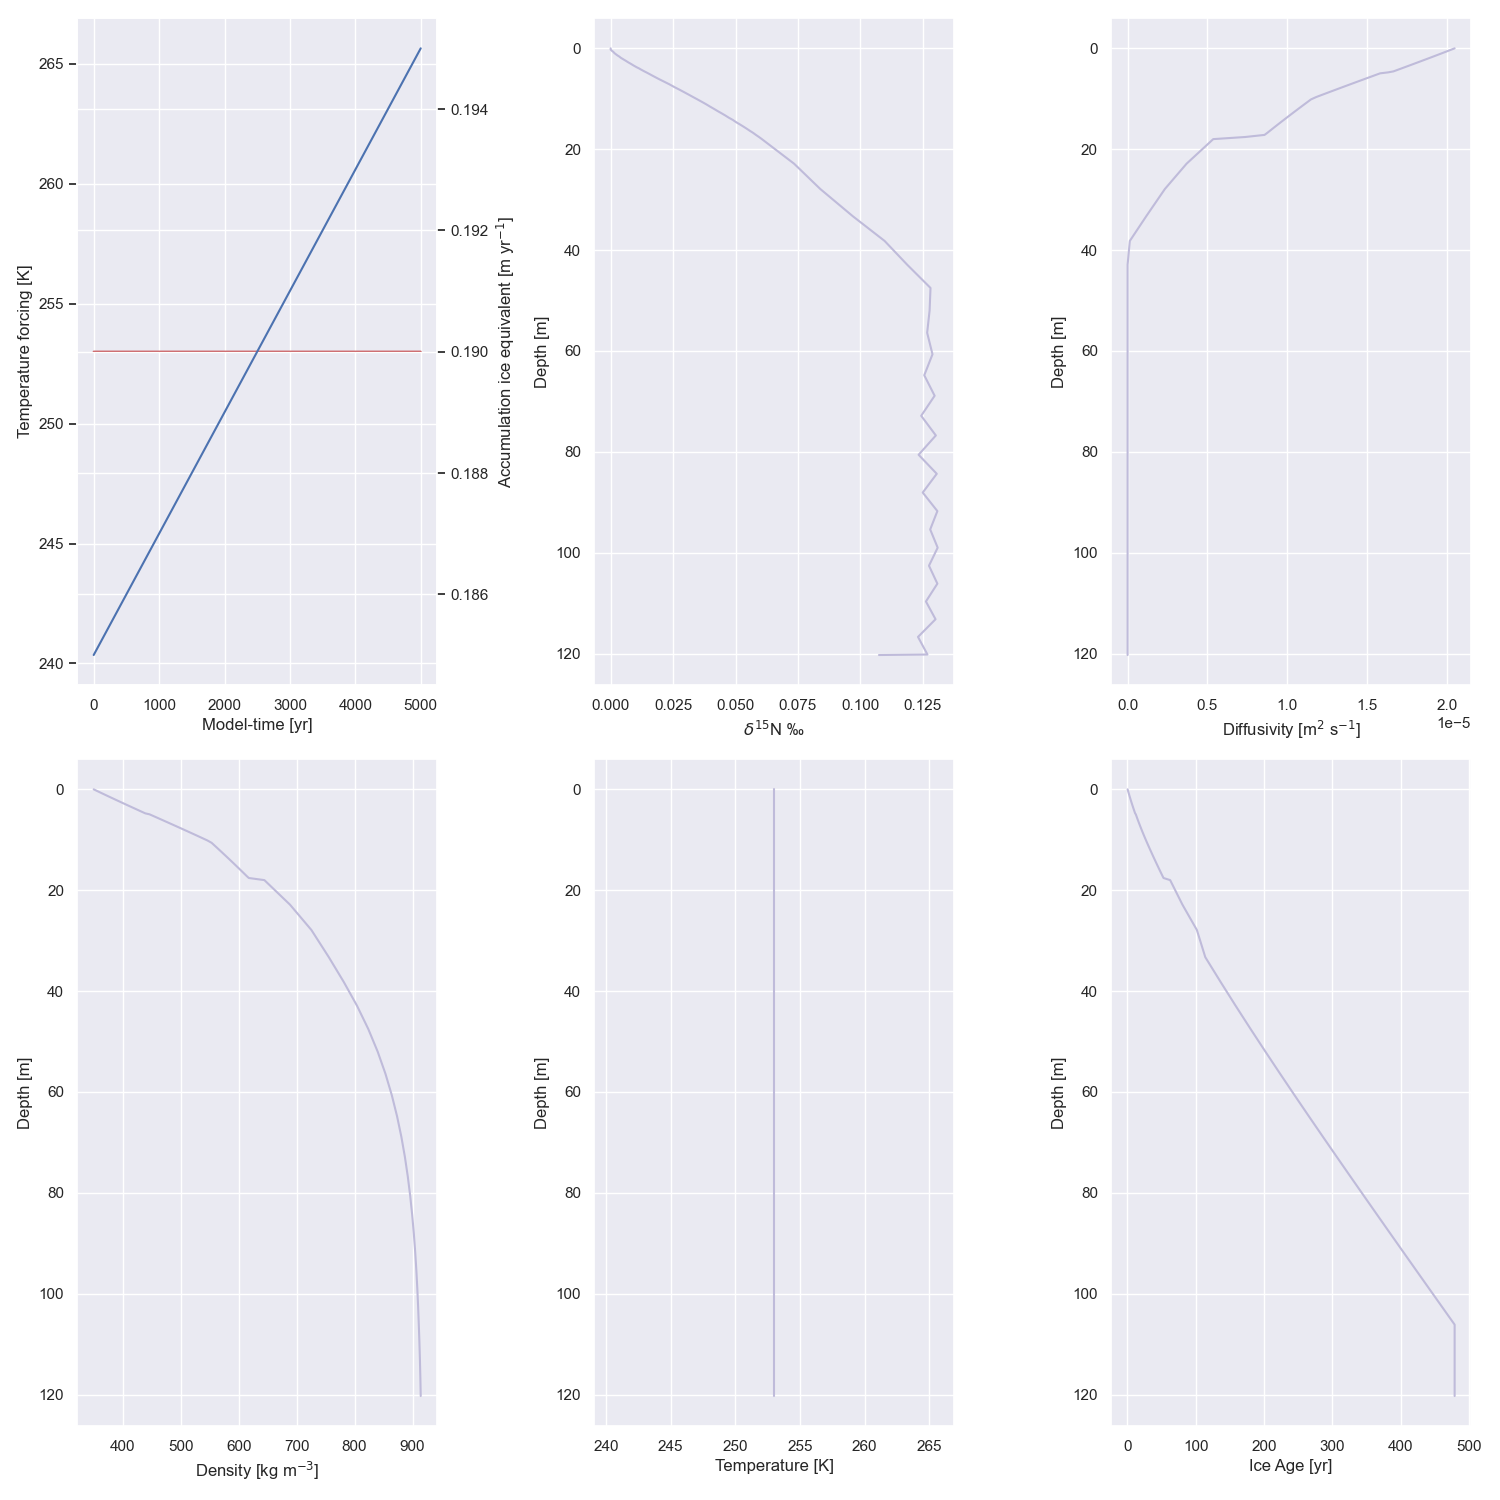 265
260
255
250
245
240
Temperature forcing [K]
0.194
0.192
0.190
0.188
0.186
Accumulation ice equivalent [m yr⁻¹]
0 1000 2000 3000 4000 5000
Model-time [yr]
0
20
40
60
80
100
120
Depth [m]
0.000 0.025 0.050 0.075 0.100 0.125
δ¹⁵N ‰
0
20
40
60
80
100
120
Depth [m]
0.0 0.5 1.0 1.5 2.0
1e−5
Diffusivity [m² s⁻¹]
0
20
40
60
80
100
120
Depth [m]
400 500 600 700 800 900
Density [kg m⁻³]
0
20
40
60
80
100
120
Depth [m]
240 245 250 255 260 265
Temperature [K]
0
20
40
60
80
100
120
Depth [m]
0 100 200 300 400 500
Ice Age [yr]